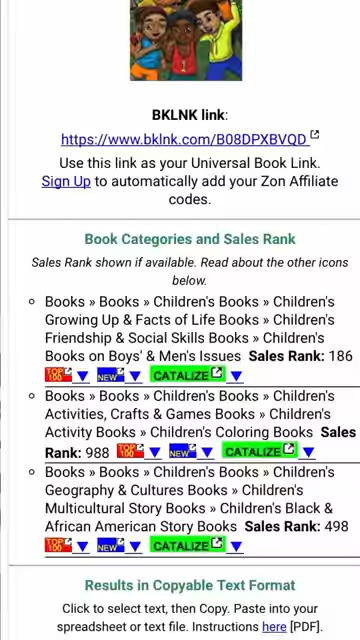 BKLNK link:
https://www.bklnk.com/B08DPXBVQD
Use this link as your Universal Book Link.
Sign Up to automatically add your Zon Affiliate
codes.
Book Categories and Sales Rank
Sales Rank shown if available. Read about the other icons
below.
Books » Books » Children's Books » Children's
Growing Up & Facts of Life Books » Children's
Friendship & Social Skills Books » Children's
Books on Boys' & Men's Issues Sales Rank: 186
TOP 100 ▼ NEW ▼ CATALIZE ▼
Books » Books » Children's Books » Children's
Activities, Crafts & Games Books » Children's
Activity Books » Children's Coloring Books Sales
Rank: 988 TOP 100 ▼ NEW ▼ CATALIZE ▼
Books » Books » Children's Books » Children's
Geography & Cultures Books » Children's
Multicultural Story Books » Children's Black &
African American Story Books Sales Rank: 498
TOP 100 ▼ NEW ▼ CATALIZE ▼
Results in Copyable Text Format
Click to select text, then Copy. Paste into your
spreadsheet or text file. Instructions here [PDF].